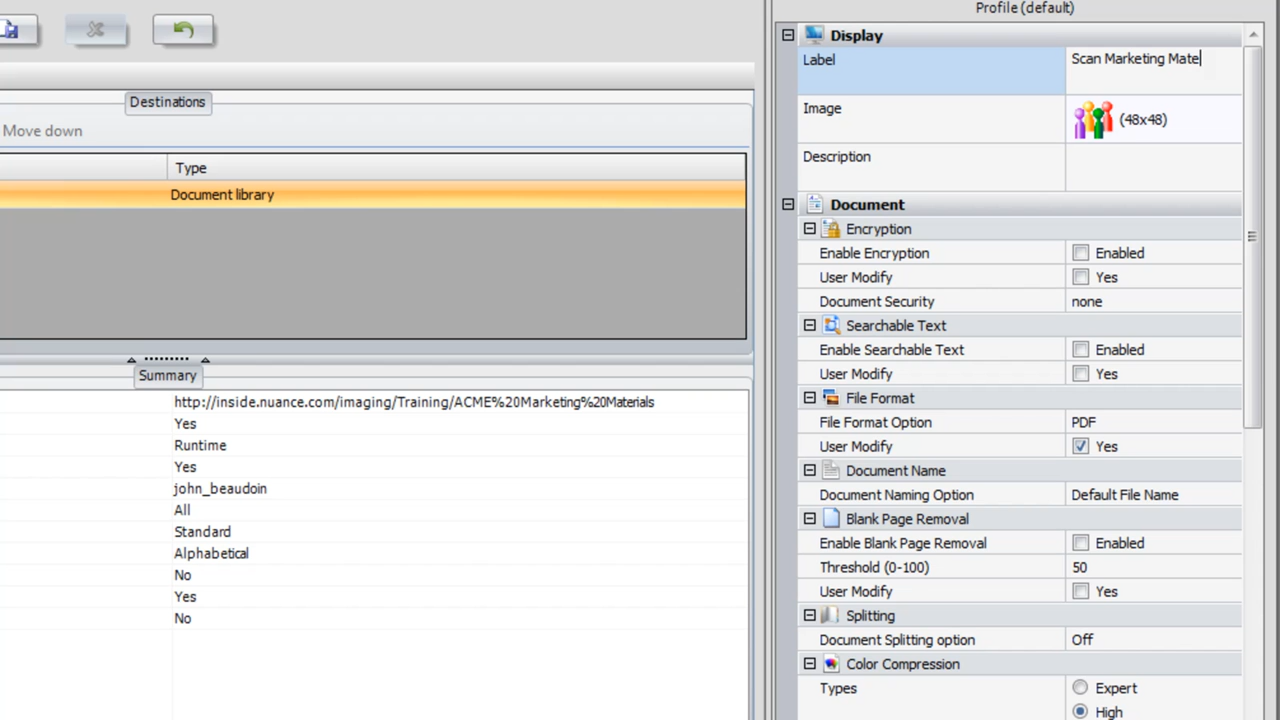 Destinations
Move down
Type
Document library
Summary
http://inside.nuance.com/imaging/Training/ACME%20Marketing%20Materials
Yes
Runtime
Yes
john_beaudoin
All
Standard
Alphabetical
No
Yes
No
Profile (default)
Display
Label Scan Marketing Mate
Image (48x48)
Description
Document
Encryption
Enable Encryption Enabled
User Modify Yes
Document Security none
Searchable Text
Enable Searchable Text Enabled
User Modify Yes
File Format
File Format Option PDF
User Modify Yes
Document Name
Document Naming Option Default File Name
Blank Page Removal
Enable Blank Page Removal Enabled
Threshold (0-100) 50
User Modify Yes
Splitting
Document Splitting option Off
Color Compression
Types Expert
High